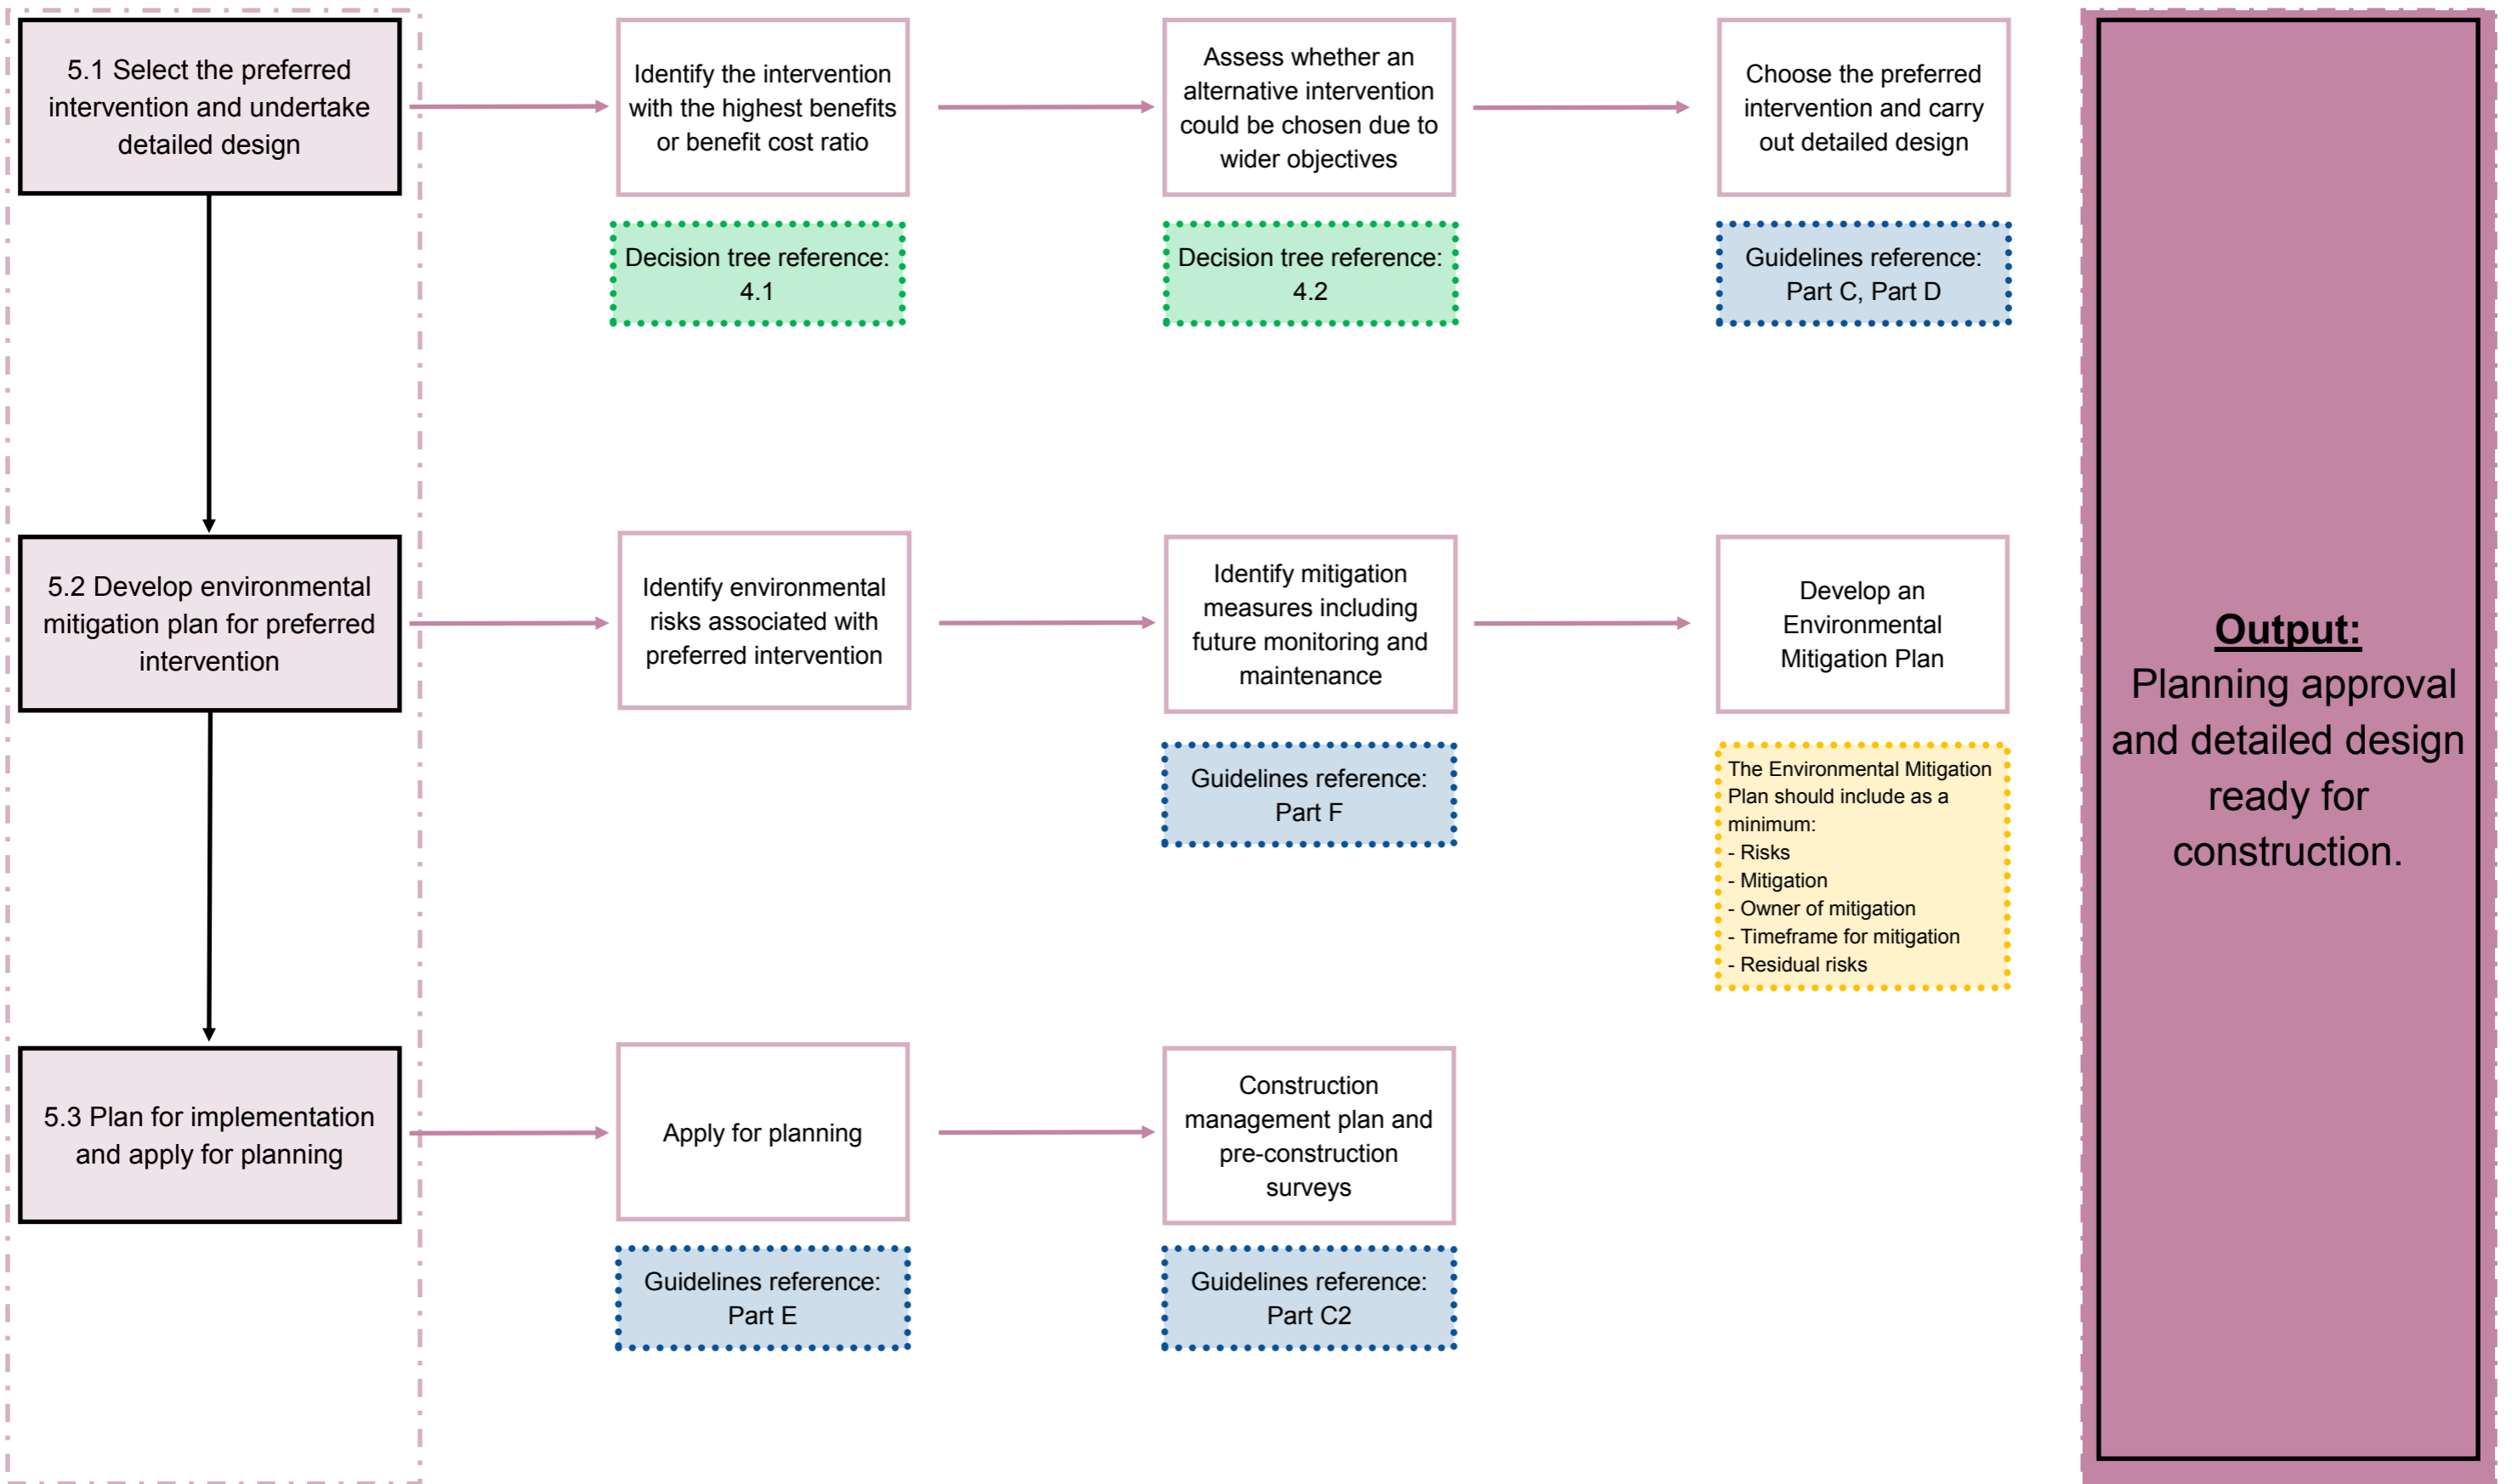 5.1 Select the preferred
intervention and undertake
detailed design
Identify the intervention
with the highest benefits
or benefit cost ratio
Assess whether an
alternative intervention
could be chosen due to
wider objectives
Choose the preferred
intervention and carry
out detailed design
Decision tree reference:
4.1
Decision tree reference:
4.2
Guidelines reference:
Part C, Part D
5.2 Develop environmental
mitigation plan for preferred
intervention
Identify environmental
risks associated with
preferred intervention
Identify mitigation
measures including
future monitoring and
maintenance
Develop an
Environmental
Mitigation Plan
Guidelines reference:
Part F
The Environmental Mitigation
Plan should include as a
minimum:
- Risks
- Mitigation
- Owner of mitigation
- Timeframe for mitigation
- Residual risks
5.3 Plan for implementation
and apply for planning
Apply for planning
Construction
management plan and
pre-construction
surveys
Guidelines reference:
Part E
Guidelines reference:
Part C2
Output:
Planning approval
and detailed design
ready for
construction.